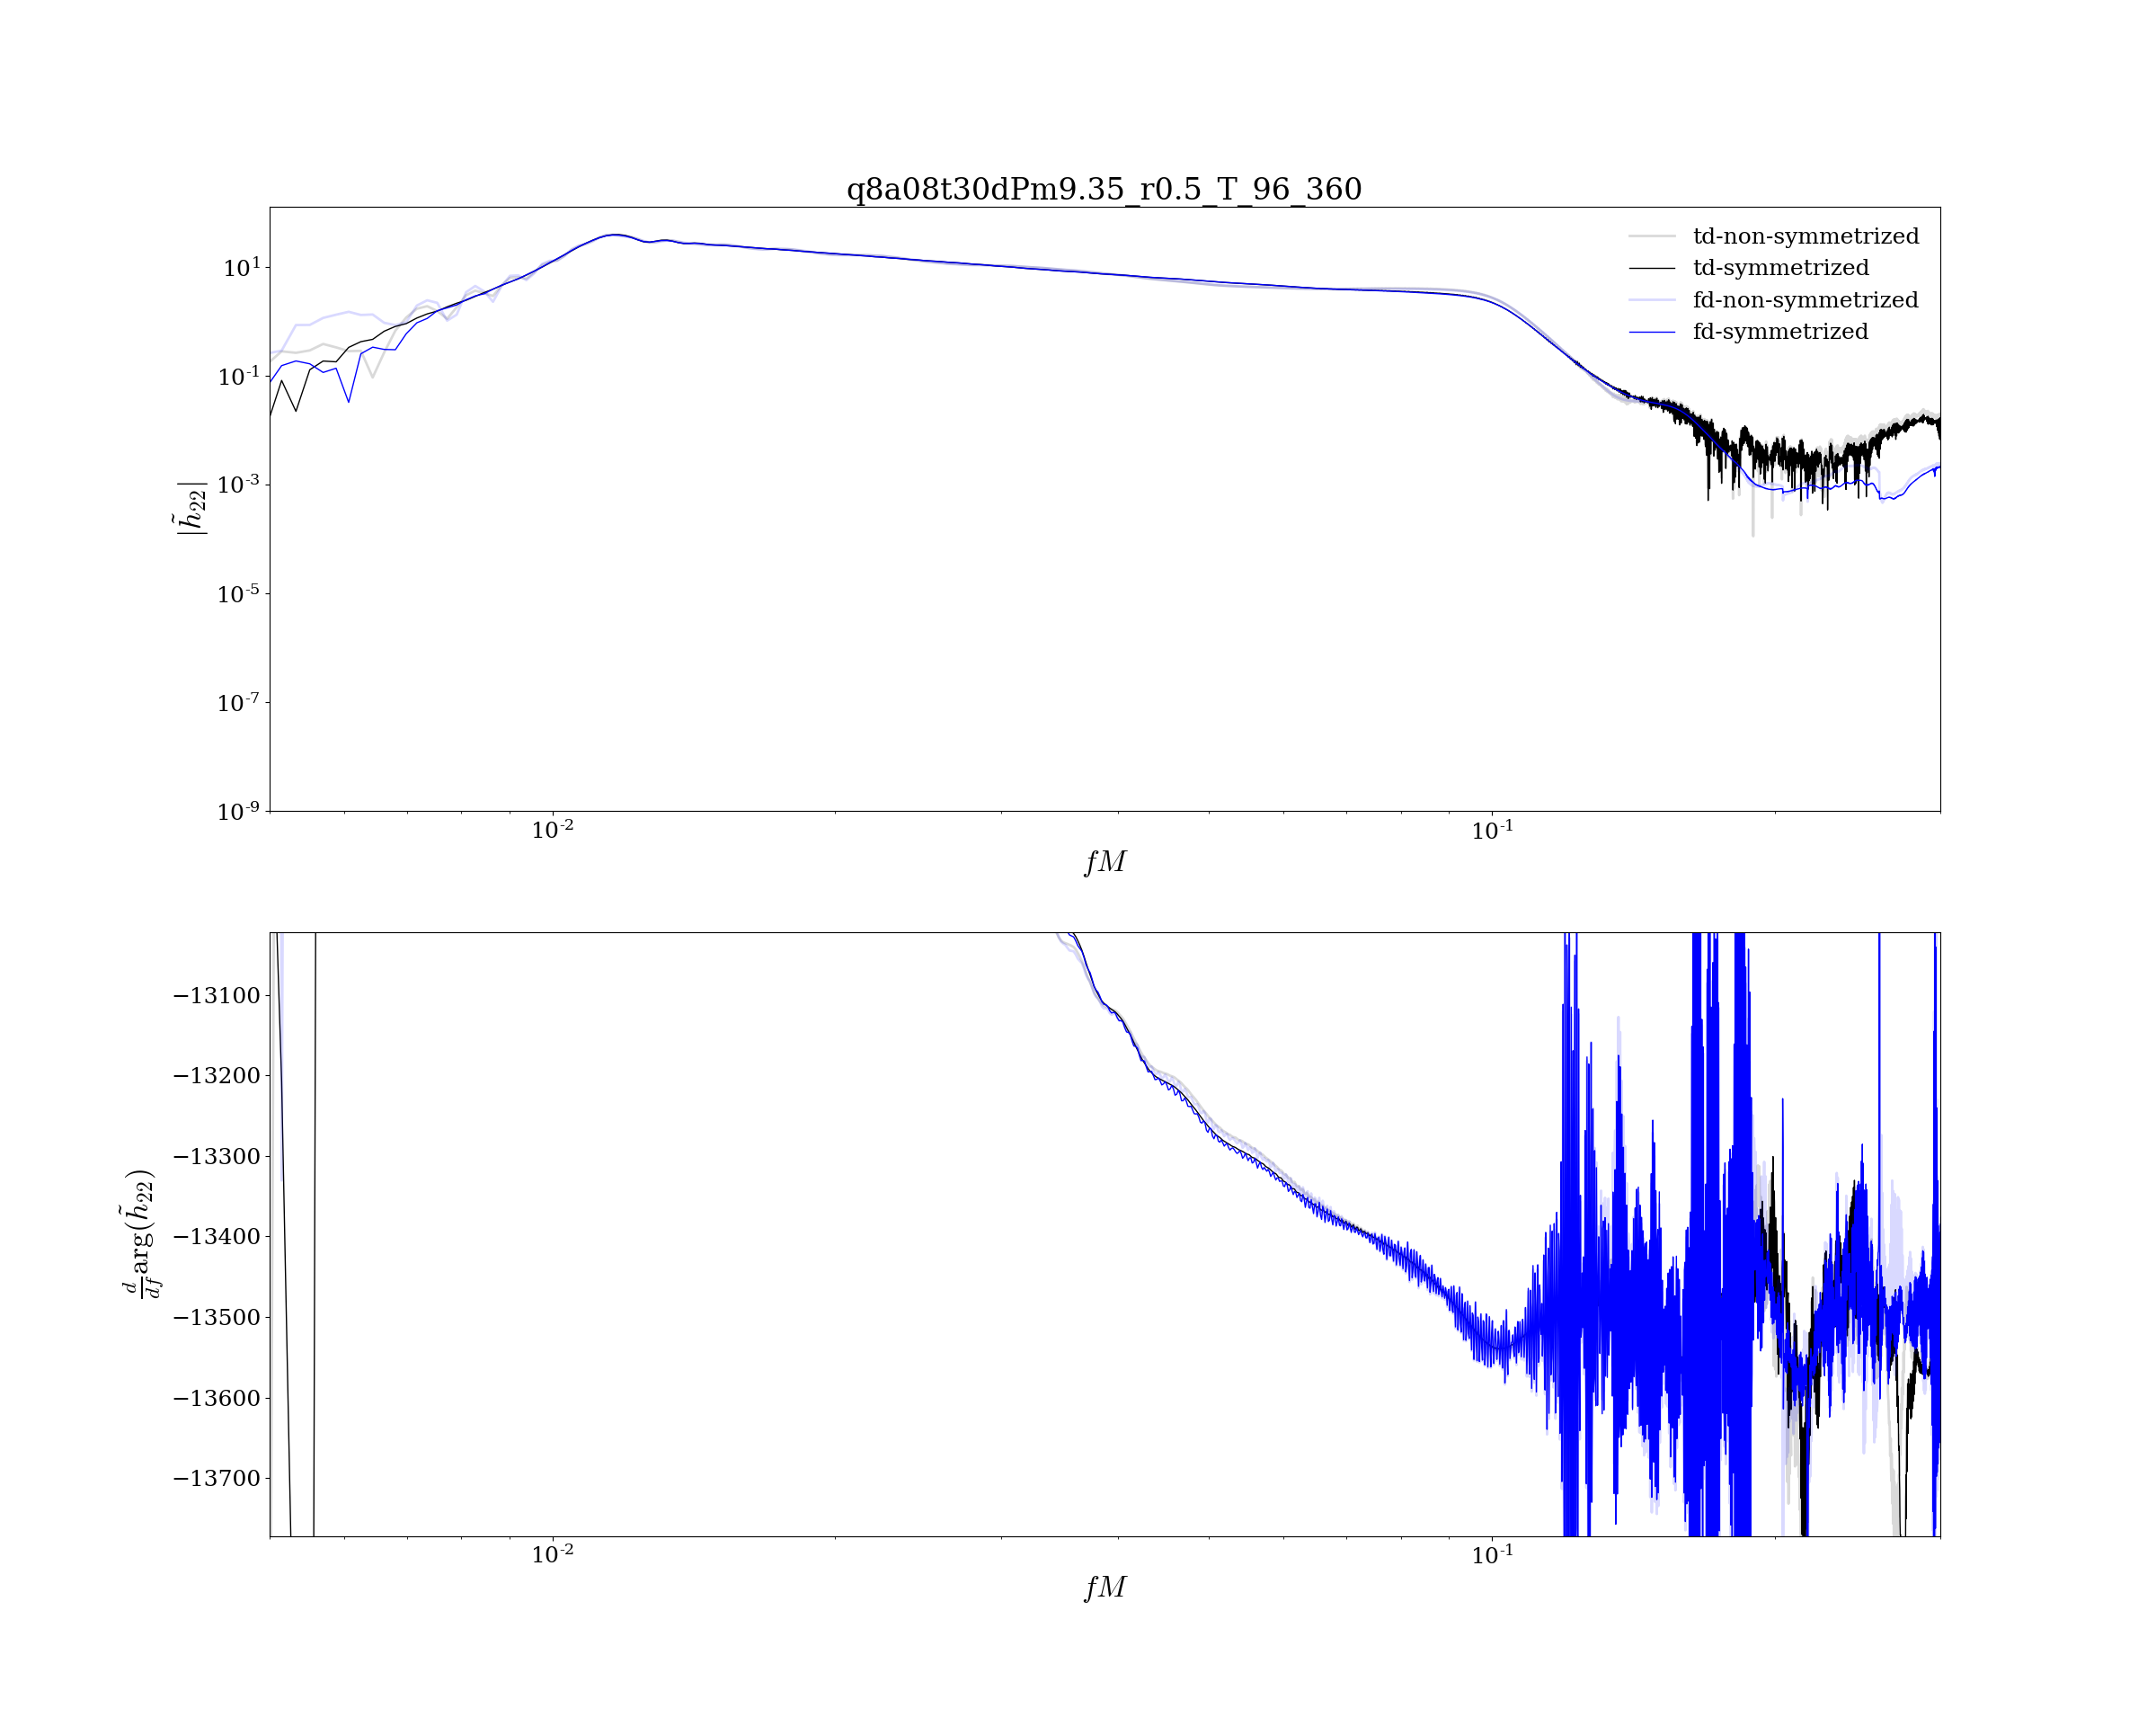 q8a08t30dPm9.35_r0.5_T_96_360
td-non-symmetrized
td-symmetrized
fd-non-symmetrized
fd-symmetrized
|h̃₂₂|
10¹
10⁻¹
10⁻³
10⁻⁵
10⁻⁷
10⁻⁹
10⁻²
10⁻¹
fM
d/df arg(h̃₂₂)
−13100
−13200
−13300
−13400
−13500
−13600
−13700
10⁻²
10⁻¹
fM